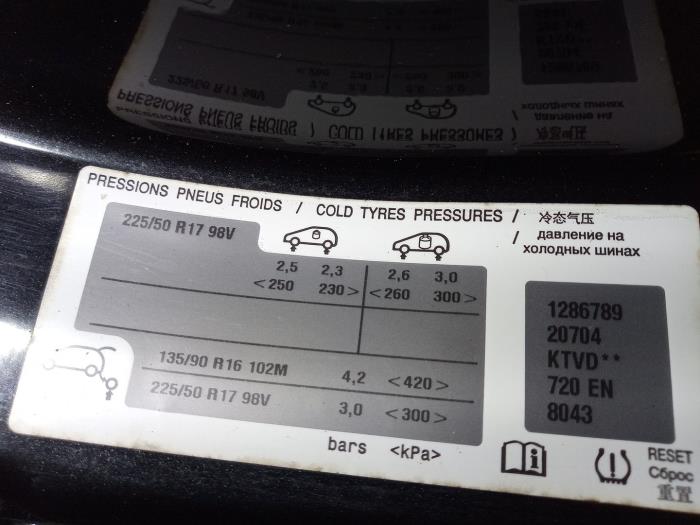 PRESSIONS PNEUS FROIDS / COLD TYRES PRESSURES / 冷态气压
/ давление на
холодных шинах
225/50 R17 98V
2,5 2,3 2,6 3,0
<250 230> <260 300>
135/90 R16 102M 4,2 <420>
225/50 R17 98V 3,0 <300>
bars <kPa>
1286789
20704
KTVD**
720 EN
8043
i
RESET
Сброс
重置